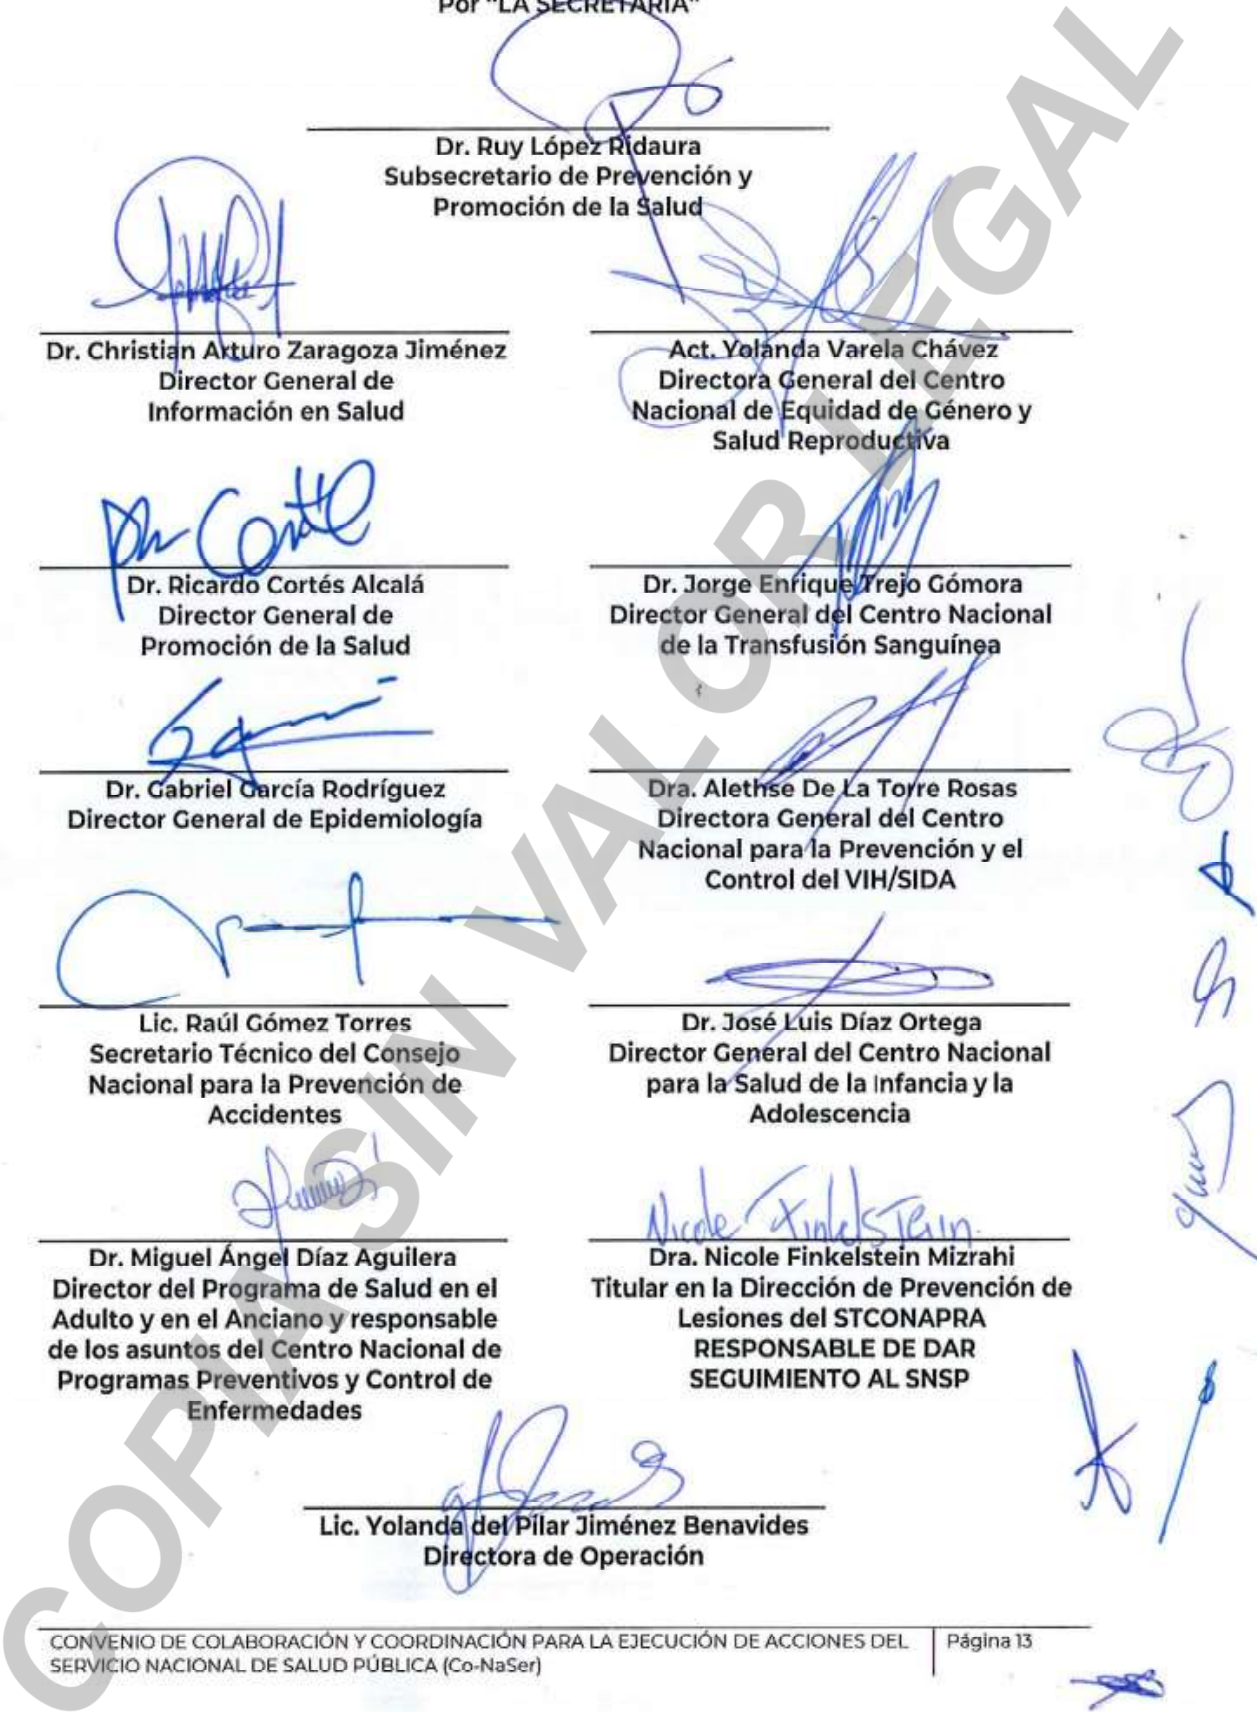 Por "LA SECRETARÍA"
Dr. Ruy López Ridaura
Subsecretario de Prevención y
Promoción de la Salud
Dr. Christian Arturo Zaragoza Jiménez
Director General de
Información en Salud
Act. Yolanda Varela Chávez
Directora General del Centro
Nacional de Equidad de Género y
Salud Reproductiva
Dr. Ricardo Cortés Alcalá
Director General de
Promoción de la Salud
Dr. Jorge Enrique Trejo Gómora
Director General del Centro Nacional
de la Transfusión Sanguínea
Dr. Gabriel García Rodríguez
Director General de Epidemiología
Dra. Alethse De La Torre Rosas
Directora General del Centro
Nacional para la Prevención y el
Control del VIH/SIDA
Lic. Raúl Gómez Torres
Secretario Técnico del Consejo
Nacional para la Prevención de
Accidentes
Dr. José Luis Díaz Ortega
Director General del Centro Nacional
para la Salud de la Infancia y la
Adolescencia
Dr. Miguel Ángel Díaz Aguilera
Director del Programa de Salud en el
Adulto y en el Anciano y responsable
de los asuntos del Centro Nacional de
Programas Preventivos y Control de
Enfermedades
Nicole Finkelstein
Dra. Nicole Finkelstein Mizrahi
Titular en la Dirección de Prevención de
Lesiones del STCONAPRA
RESPONSABLE DE DAR
SEGUIMIENTO AL SNSP
Lic. Yolanda del Pilar Jiménez Benavides
Directora de Operación
CONVENIO DE COLABORACIÓN Y COORDINACIÓN PARA LA EJECUCIÓN DE ACCIONES DEL
SERVICIO NACIONAL DE SALUD PÚBLICA (Co-NaSer)
Página 13
COPIA SIN VALOR LEGAL